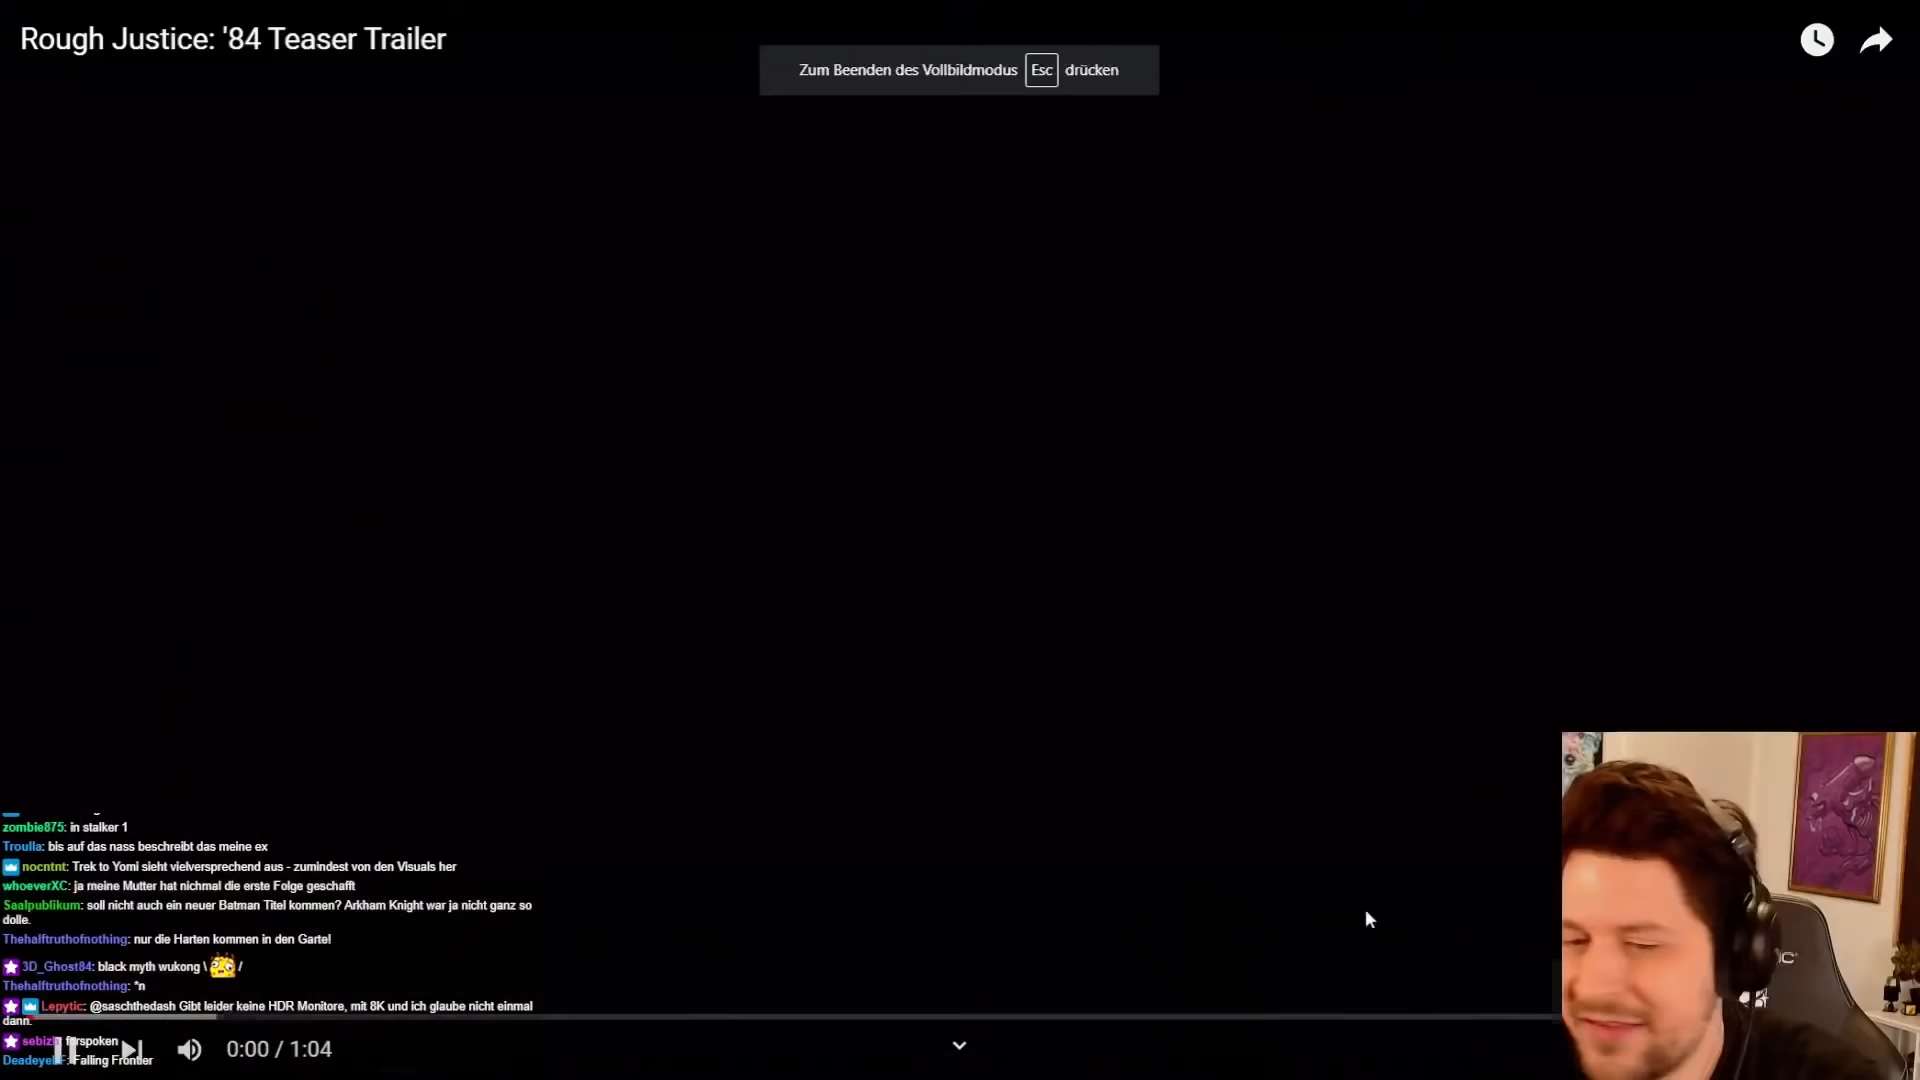 Rough Justice: '84 Teaser Trailer
Zum Beenden des Vollbildmodus Esc drücken
zombie875: in stalker 1
Troulla: bis auf das nass beschreibt das meine ex
nocntnt: Trek to Yomi sieht vielversprechend aus - zumindest von den Visuals her
whoeverXC: ja meine Mutter hat nichmal die erste Folge geschafft
Saalpublikum: soll nicht auch ein neuer Batman Titel kommen? Arkham Knight war ja nicht ganz so
dolle.
Thehalftruthofnothing: nur die Harten kommen in den Garte!
3D_Ghost84: black myth wukong \ /
Thehalftruthofnothing: *n
Lepytic: @saschthedash Gibt leider keine HDR Monitore, mit 8K und ich glaube nicht einmal
dann.
forspoken
Falling Frontier
0:00 / 1:04